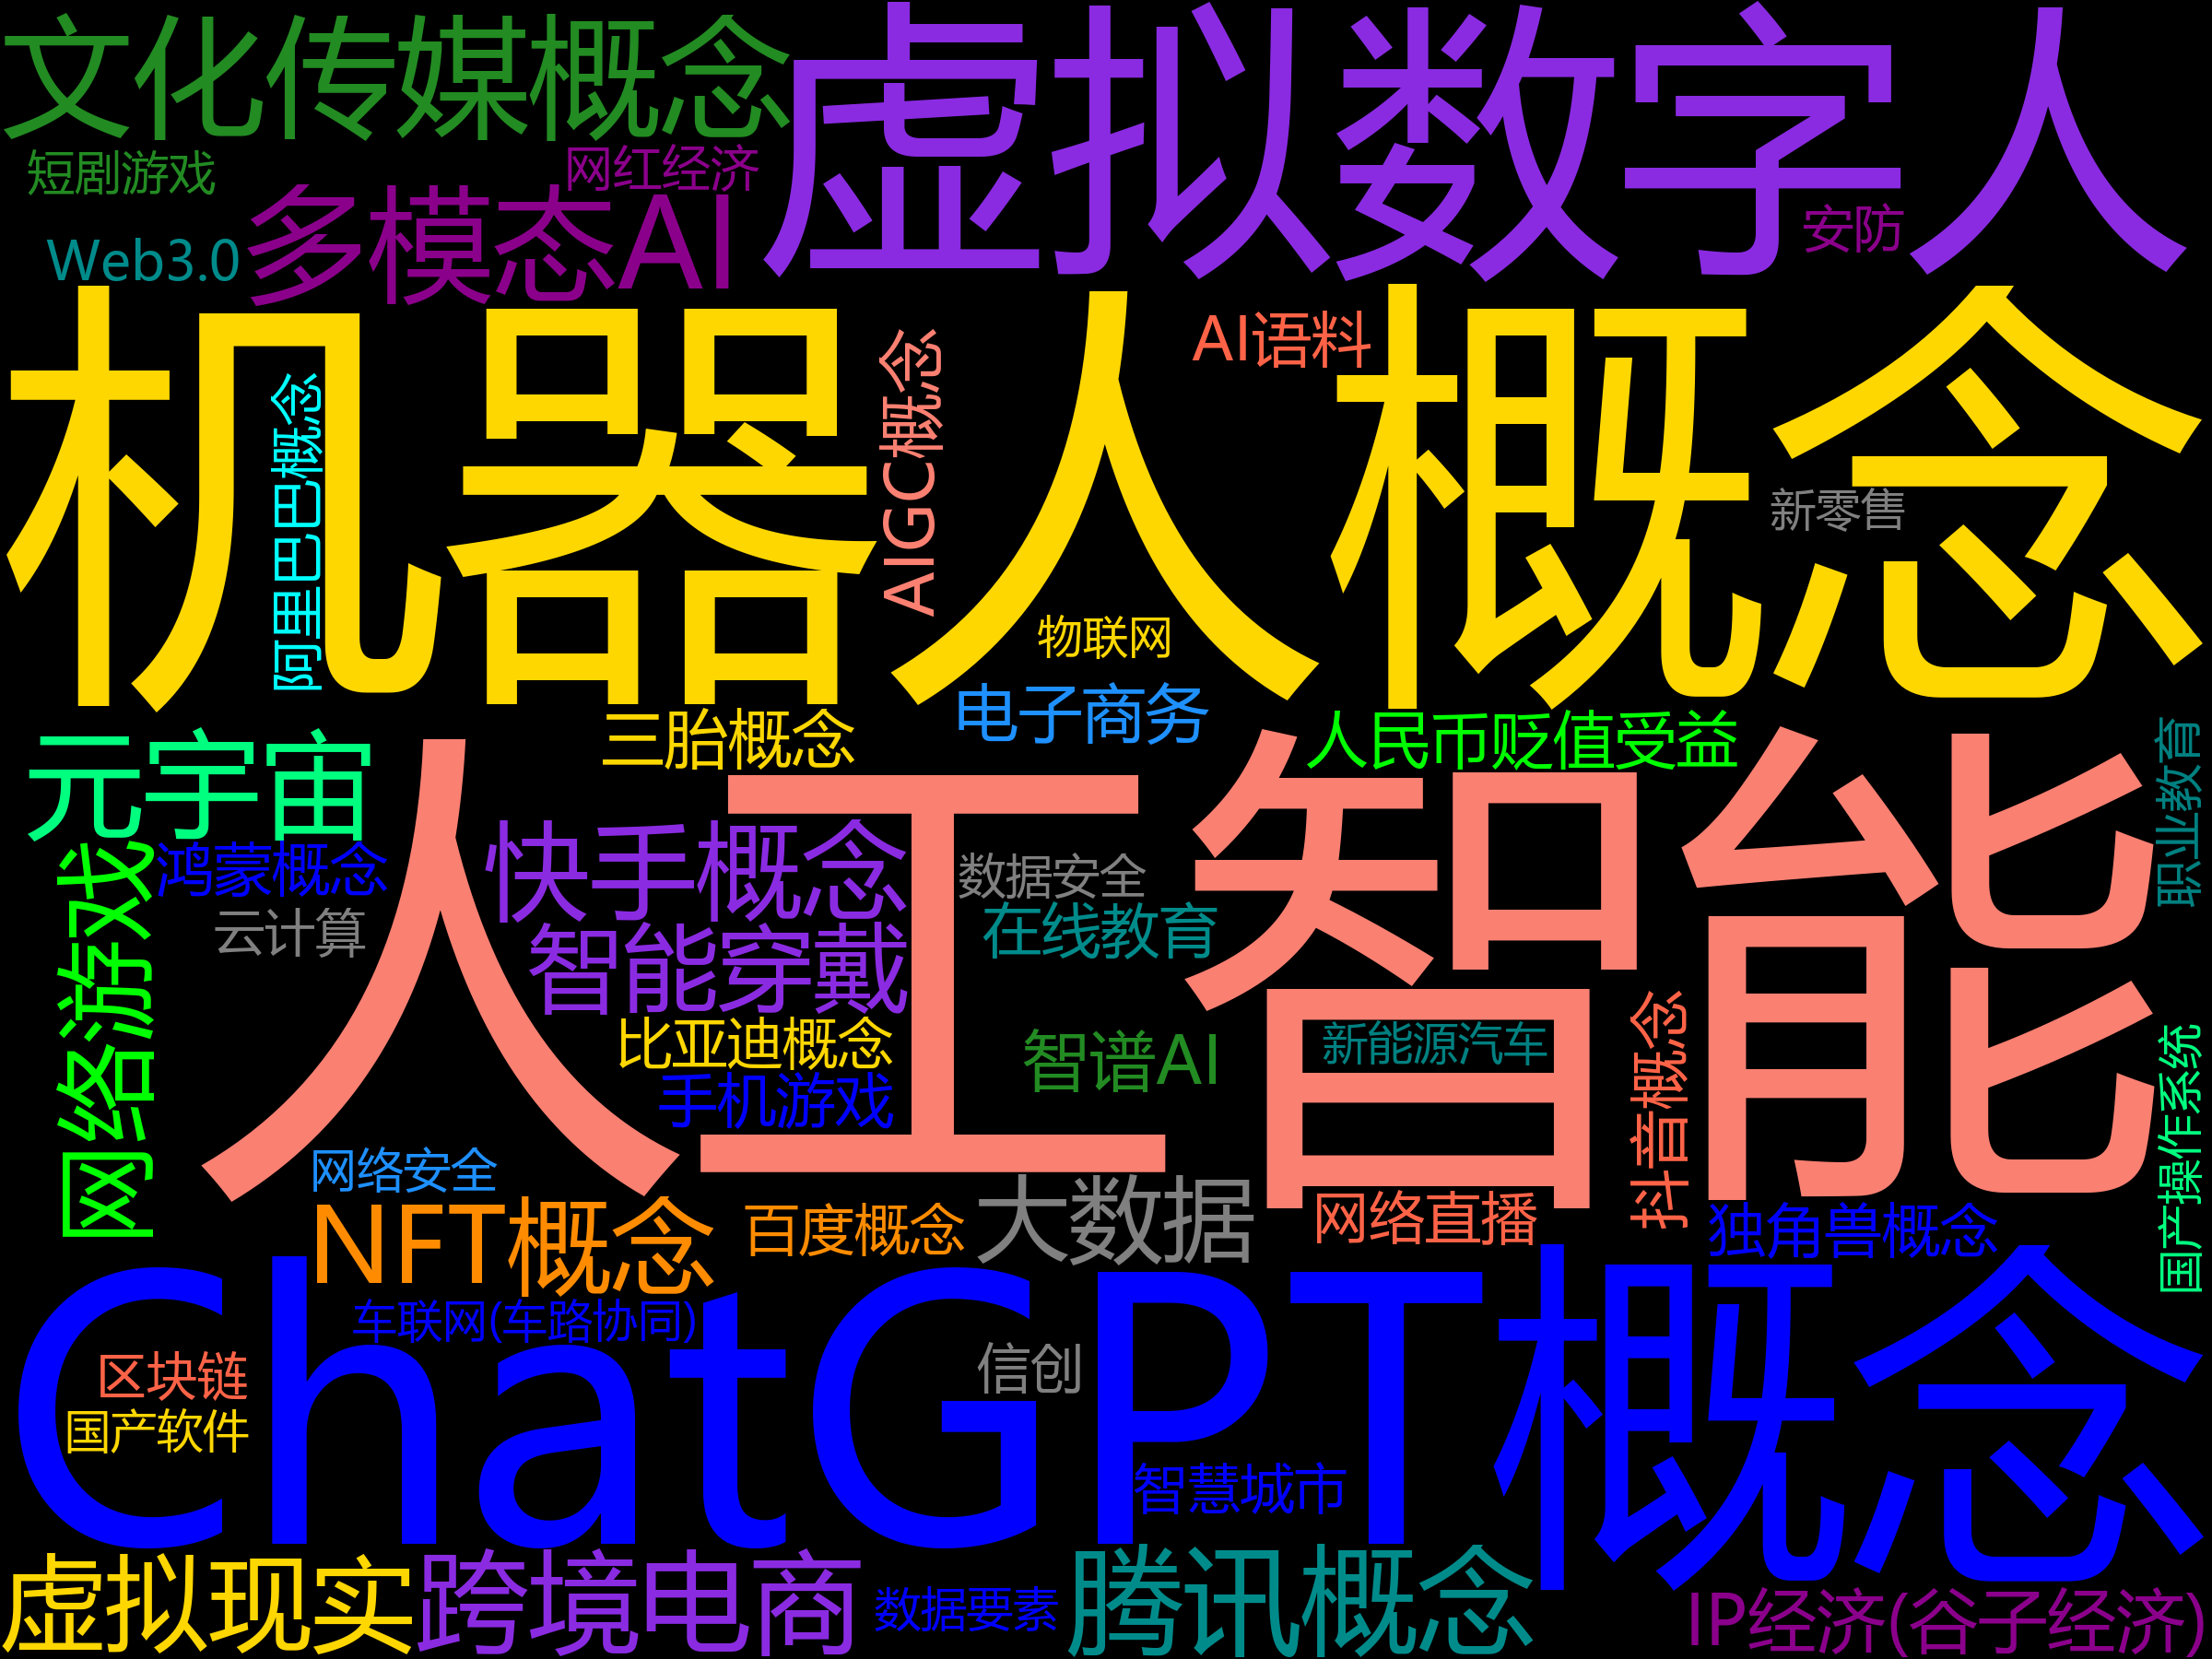 文化传媒概念
虚拟数字人
短剧游戏
网红经济
多模态AI
安防
Web3.0
机器人概念
AI语料
AIGC概念
阿里巴巴概念
新零售
物联网
电子商务
三胎概念
人民币贬值受益
元宇宙
人工智能
职业教育
网络游戏
鸿蒙概念
快手概念
数据安全
云计算
在线教育
智能穿戴
比亚迪概念
智谱AI
新能源汽车
抖音概念
国产操作系统
手机游戏
网络安全
NFT概念
百度概念
大数据
网络直播
独角兽概念
ChatGPT概念
车联网(车路协同)
区块链
信创
国产软件
智慧城市
虚拟现实
跨境电商
数据要素
腾讯概念
IP经济(谷子经济)